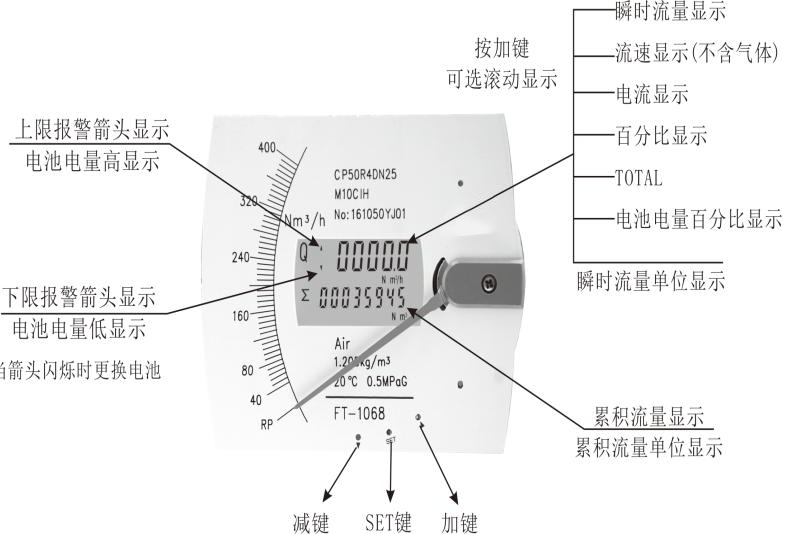 瞬时流量显示
按加键
可选滚动显示
流速显示(不含气体)
电流显示
百分比显示
TOTAL
电池电量百分比显示
瞬时流量单位显示
上限报警箭头显示
电池电量高显示
下限报警箭头显示
电池电量低显示
当箭头闪烁时更换电池
400
320
240
160
80
40
RP
CP50R4DN25
M10CIH
No:161050YJ01
Nm³/h
Q 0000.0
N m³/h
Σ 00035945
N m³
Air
1.205kg/m³
20℃ 0.5MPaG
FT-1068
SET
累积流量显示
累积流量单位显示
减键
SET键
加键